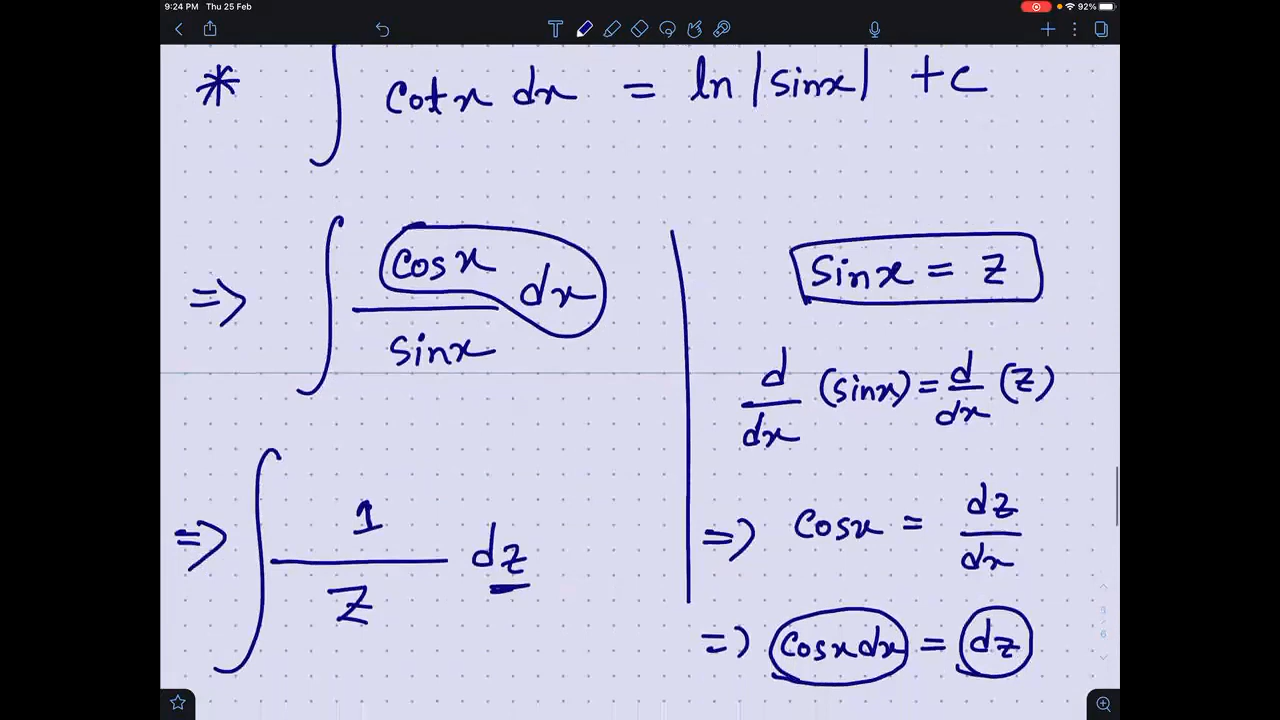 9:24 PM Thu 25 Feb 92%
T
* ∫ cotx dx = ln |sinx| + c
=> ∫ cosx/sinx dx
sinx = z
d/dx (sinx) = d/dx (z)
=> cosx = dz/dx
=> cosxdx = dz
=> ∫ 1/z dz